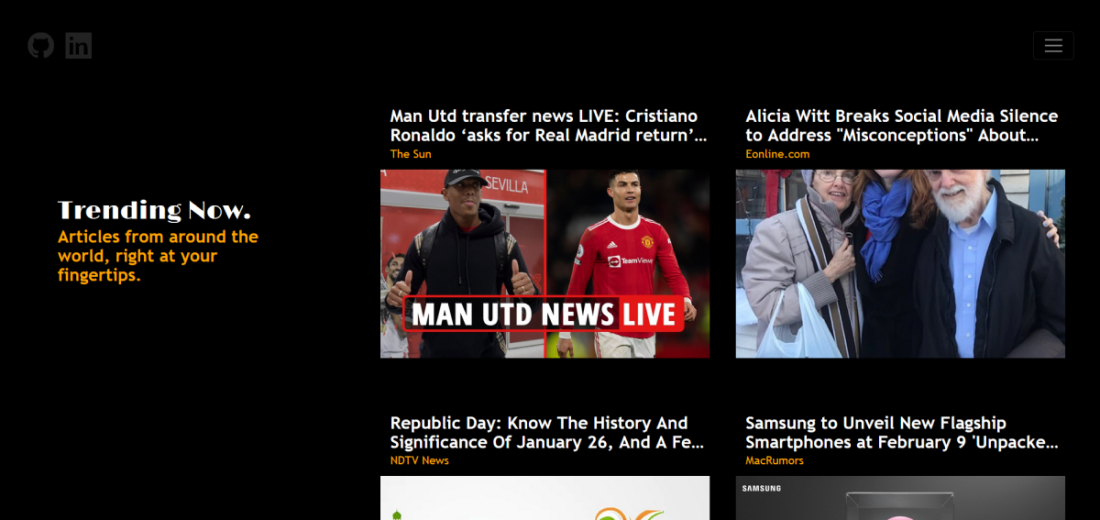 in
Trending Now.
Articles from around the
world, right at your
fingertips.
Man Utd transfer news LIVE: Cristiano
Ronaldo ‘asks for Real Madrid return’...
The Sun
SEVILLA
TeamViewer
MAN UTD NEWS LIVE
Alicia Witt Breaks Social Media Silence
to Address "Misconceptions" About...
Eonline.com
Republic Day: Know The History And
Significance Of January 26, And A Fe...
NDTV News
Samsung to Unveil New Flagship
Smartphones at February 9 'Unpacke...
MacRumors
SAMSUNG